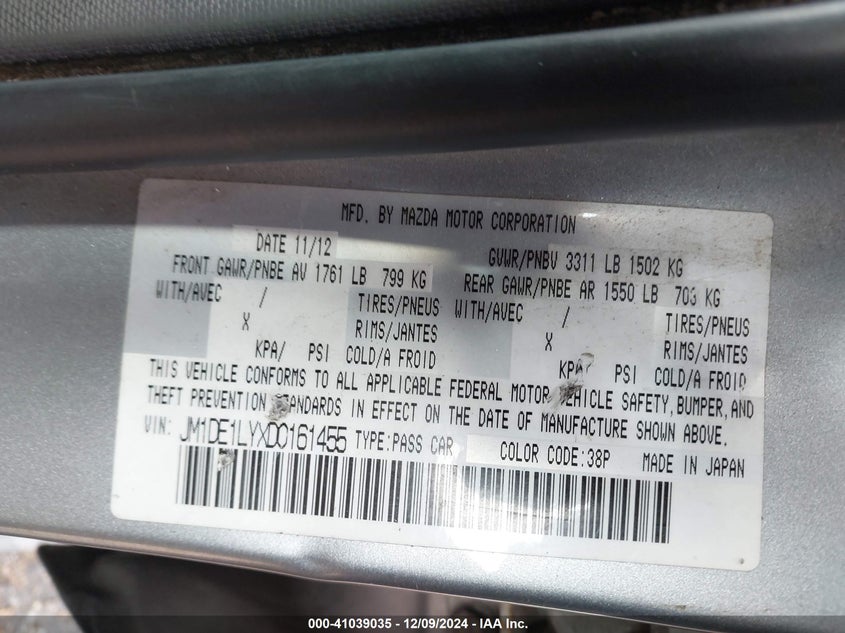 MFD. BY MAZDA MOTOR CORPORATION
DATE 11/12 GVWR/PNBV 3311 LB 1502 KG
FRONT GAWR/PNBE AV 1761 LB 799 KG REAR GAWR/PNBE AR 1550 LB 703 KG
WITH/AVEC / TIRES/PNEUS WITH/AVEC / TIRES/PNEUS
X RIMS/JANTES X RIMS/JANTES
KPA/ PSI COLD/A FROID KPA/ PSI COLD/A FROID
THIS VEHICLE CONFORMS TO ALL APPLICABLE FEDERAL MOTOR VEHICLE SAFETY,BUMPER,AND
THEFT PREVENTION STANDARDS IN EFFECT ON THE DATE OF MANUFACTURE SHOWN ABOVE.
VIN: JM1DE1LYXD0161455 TYPE:PASS CAR COLOR CODE:38P MADE IN JAPAN
000-41039035 - 12/09/2024 - IAA Inc.